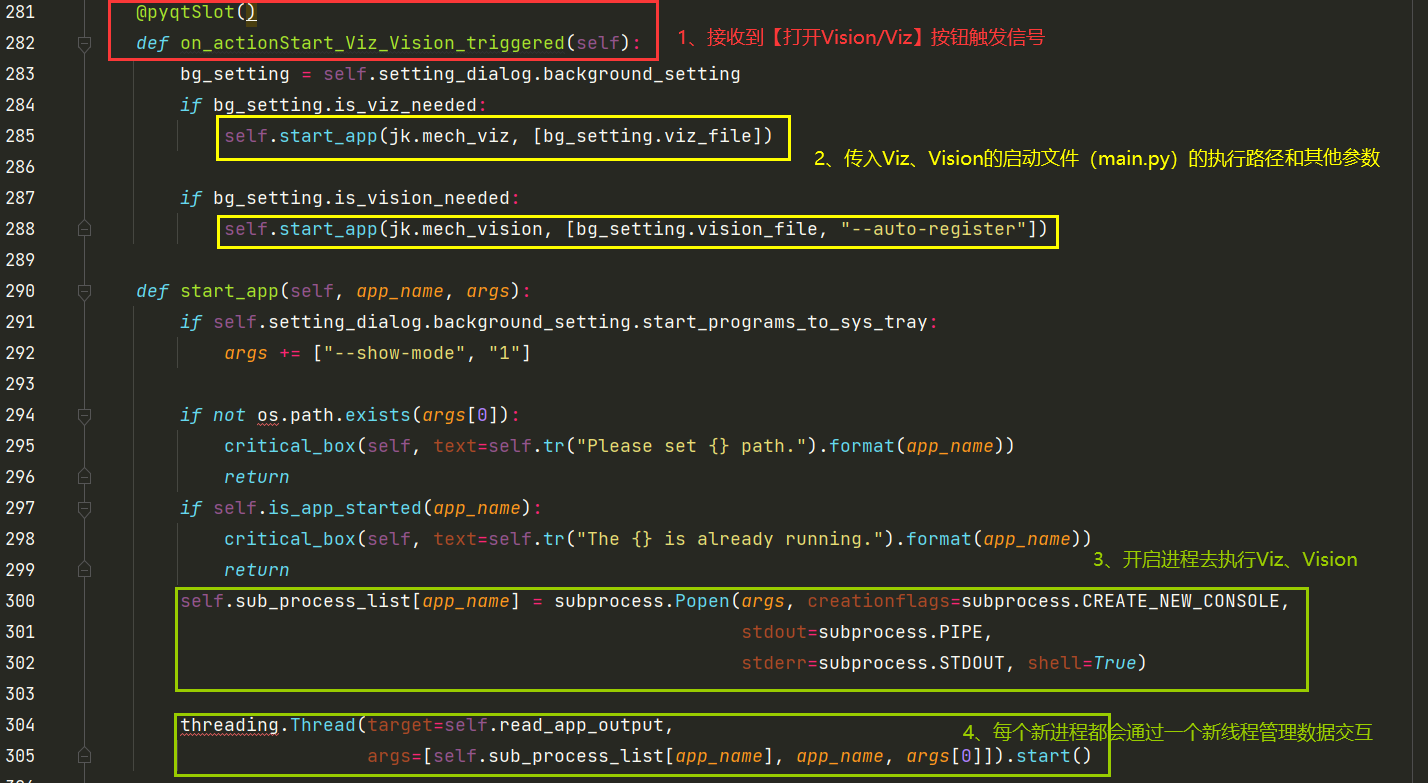 281 @pyqtSlot()
282 def on_actionStart_Viz_Vision_triggered(self): 1、接收到【打开Vision/Viz】按钮触发信号
283 bg_setting = self.setting_dialog.background_setting
284 if bg_setting.is_viz_needed:
285 self.start_app(jk.mech_viz, [bg_setting.viz_file])
2、传入Viz、Vision的启动文件（main.py）的执行路径和其他参数
286
287 if bg_setting.is_vision_needed:
288 self.start_app(jk.mech_vision, [bg_setting.vision_file, "--auto-register"])
289
290 def start_app(self, app_name, args):
291 if self.setting_dialog.background_setting.start_programs_to_sys_tray:
292 args += ["--show-mode", "1"]
293
294 if not os.path.exists(args[0]):
295 critical_box(self, text=self.tr("Please set {} path.").format(app_name))
296 return
297 if self.is_app_started(app_name):
298 critical_box(self, text=self.tr("The {} is already running.").format(app_name))
3、开启进程去执行Viz、Vision
299 return
300 self.sub_process_list[app_name] = subprocess.Popen(args, creationflags=subprocess.CREATE_NEW_CONSOLE,
301 stdout=subprocess.PIPE,
302 stderr=subprocess.STDOUT, shell=True)
303
304 threading.Thread(target=self.read_app_output, 4、每个新进程都会通过一个新线程管理数据交互
305 args=[self.sub_process_list[app_name], app_name, args[0]]).start()